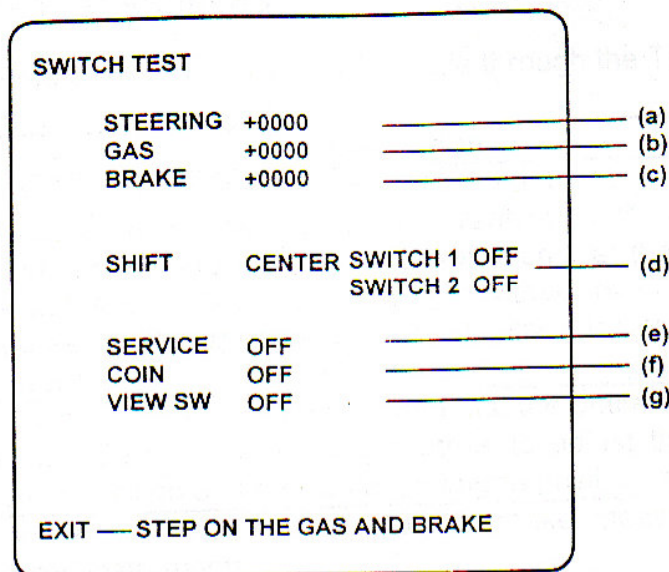 SWITCH TEST
STEERING +0000 (a)
GAS +0000 (b)
BRAKE +0000 (c)
SHIFT CENTER SWITCH 1 OFF (d)
SWITCH 2 OFF
SERVICE OFF (e)
COIN OFF (f)
VIEW SW OFF (g)
EXIT — STEP ON THE GAS AND BRAKE